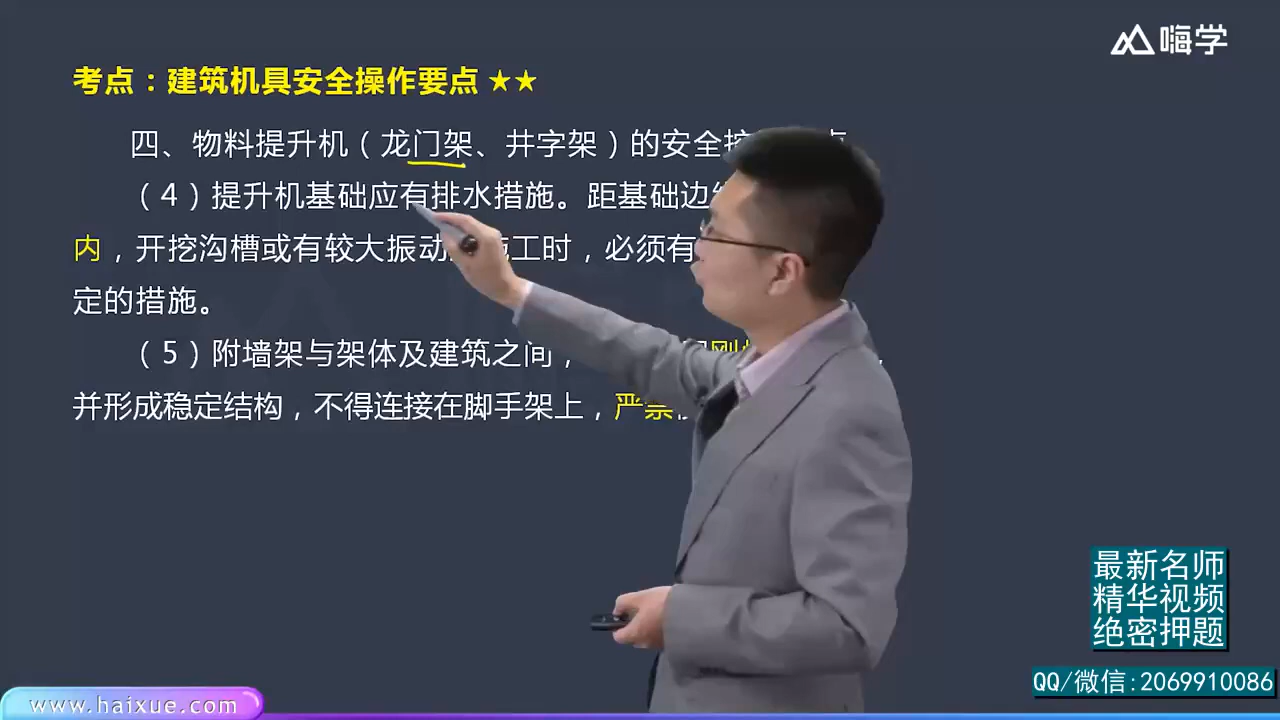 嗨学
考点：建筑机具安全操作要点 ★★
四、物料提升机（龙门架、井字架）的安全控
（4）提升机基础应有排水措施。距基础边
内，开挖沟槽或有较大振动 施工时，必须有
定的措施。
（5）附墙架与架体及建筑之间， 刚 ，
并形成稳定结构，不得连接在脚手架上，严禁
最新名师
精华视频
绝密押题
QQ/微信:2069910086
www.haixue.com